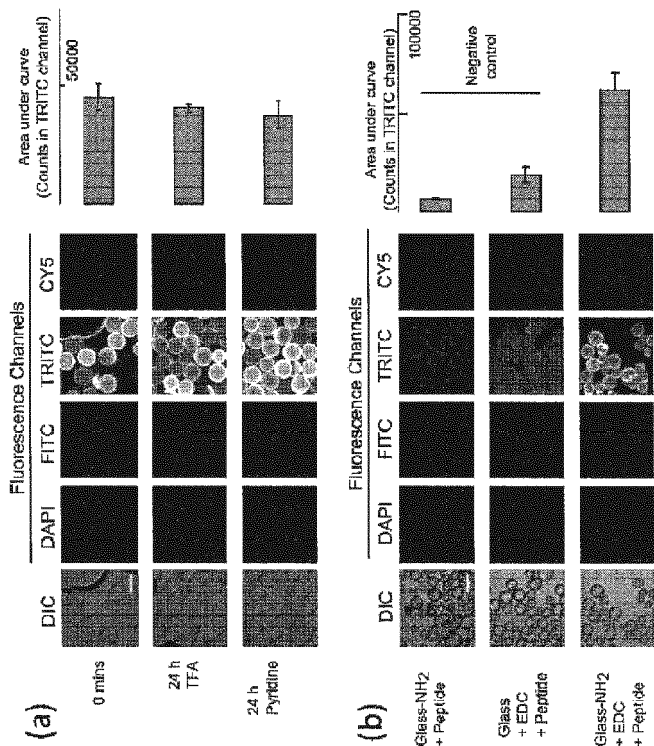 (a)
Fluorescence Channels
DIC
DAPI
FITC
TRITC
CY5
Area under curve
(Counts in TRITC channel)
50000
0 mins
24 h
TFA
24 h
Pyridine
(b)
Fluorescence Channels
DIC
DAPI
FITC
TRITC
CY5
Area under curve
(Counts in TRITC channel)
100000
Negative
control
Glass-NH2
+ Peptide
Glass
+ EDC
+ Peptide
Glass-NH2
+ EDC
+ Peptide